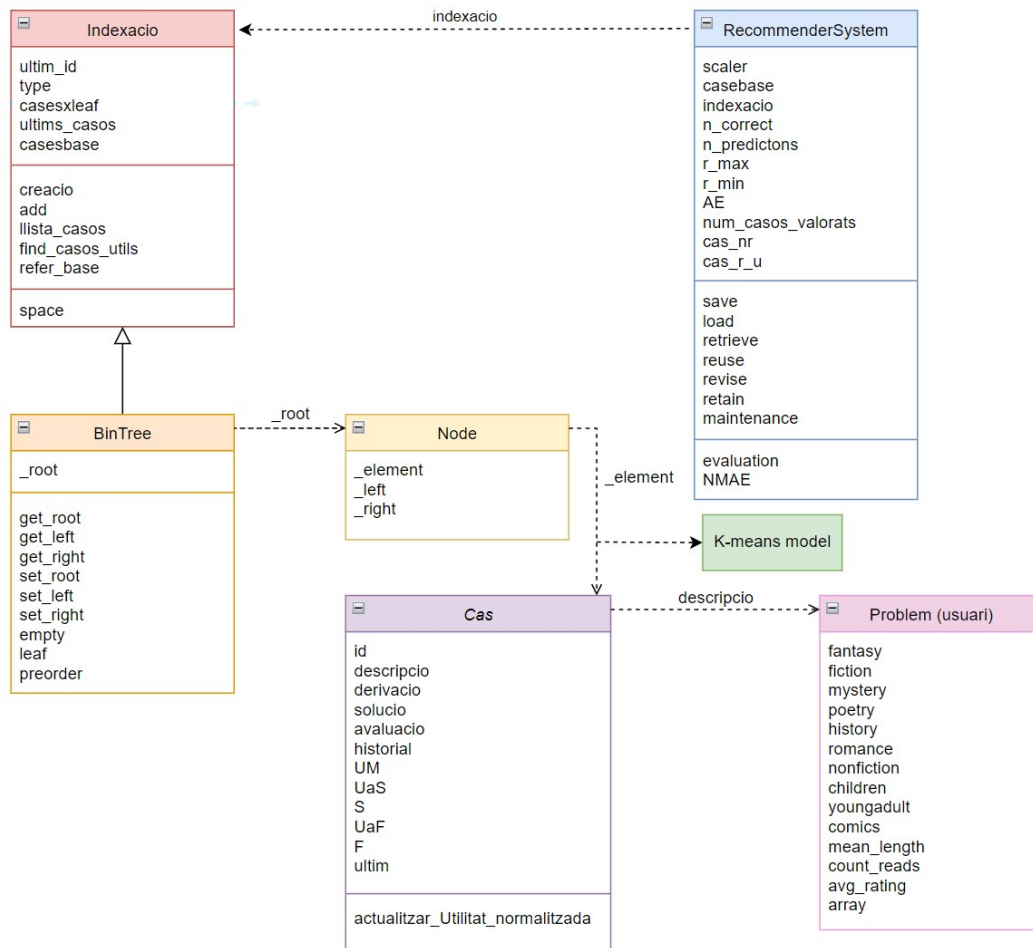 indexacio
Indexacio
ultim_id
type
casesxleaf
ultims_casos
casesbase
creacio
add
llista_casos
find_casos_utils
refer_base
space
RecommenderSystem
scaler
casebase
indexacio
n_correct
n_predictons
r_max
r_min
AE
num_casos_valorats
cas_nr
cas_r_u
save
load
retrieve
reuse
revise
retain
maintenance
evaluation
NMAE
BinTree
_root
get_root
get_left
get_right
set_root
set_left
set_right
empty
leaf
preorder
_root
Node
_element
_left
_right
_element
K-means model
Cas
id
descripcio
derivacio
solucio
avaluacio
historial
UM
UaS
S
UaF
F
ultim
actualitzar_Utilitat_normalitzada
descripcio
Problem (usuari)
fantasy
fiction
mystery
poetry
history
romance
nonfiction
children
youngadult
comics
mean_length
count_reads
avg_rating
array